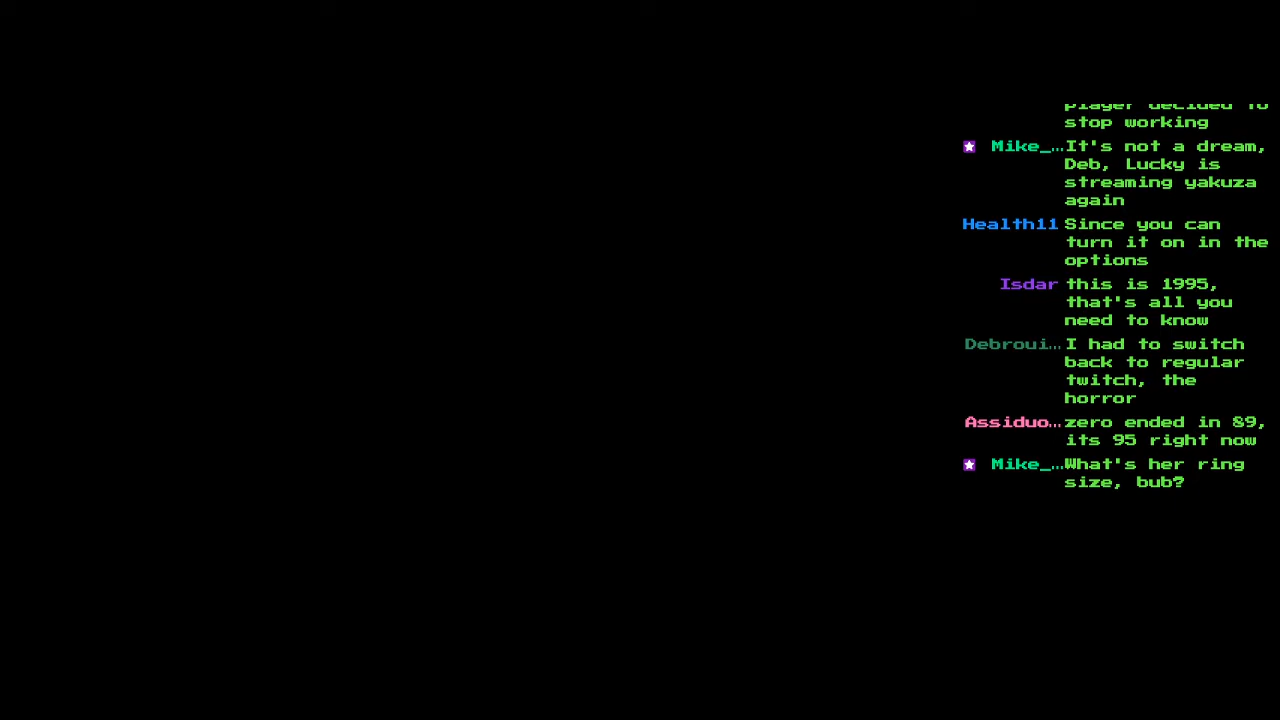 player decided to
stop working
Mike_...It's not a dream,
Deb, Lucky is
streaming yakuza
again
Health11 Since you can
turn it on in the
options
Isdar this is 1995,
that's all you
need to know
Debroui...I had to switch
back to regular
twitch, the
horror
Assiduo...zero ended in 89,
its 95 right now
Mike_...What's her ring
size, bub?